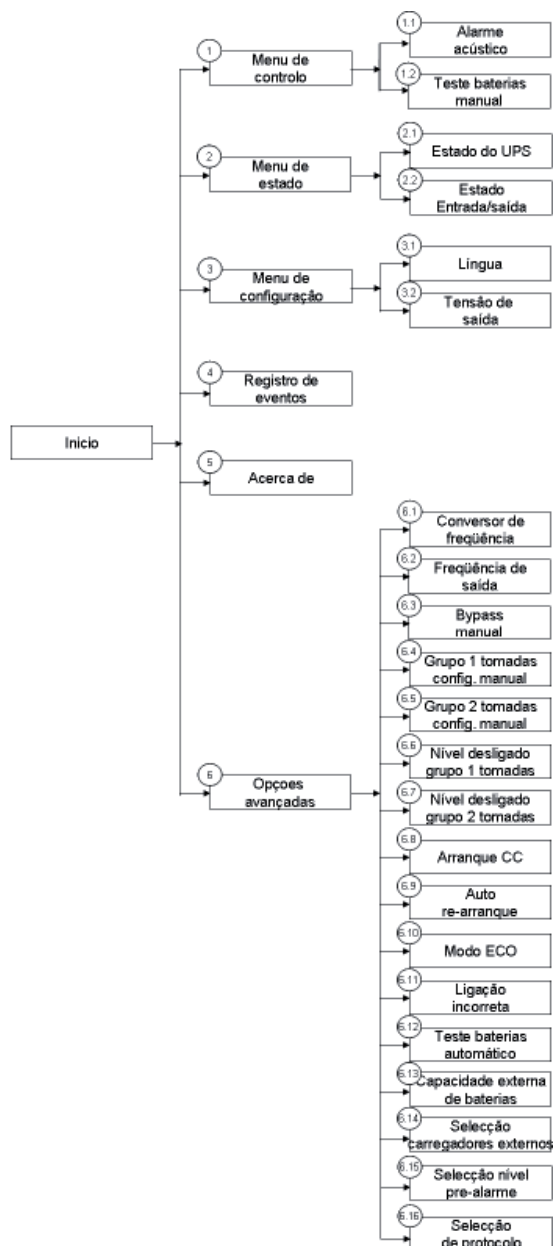 1
Menu de
controlo
1.1
Alarme
acústico
1.2
Teste baterias
manual
2
Menu de
estado
2.1
Estado do UPS
2.2
Estado
Entrada/saída
3
Menu de
configuração
3.1
Lingua
3.2
Tensão de
saída
4
Registro de
eventos
Inicio
5
Acerca de
6
Opçoes
avançadas
6.1
Conversor de
freqüência
6.2
Freqüência de
saída
6.3
Bypass
manual
6.4
Grupo 1 tomadas
config. manual
6.5
Grupo 2 tomadas
config. manual
6.6
Nível desligado
grupo 1 tomadas
6.7
Nível desligado
grupo 2 tomadas
6.8
Arranque CC
6.9
Auto
re-arranque
6.10
Modo ECO
6.11
Ligação
incorreta
6.12
Teste baterias
automático
6.13
Capacidade externa
de baterias
6.14
Selecção
carregadores externos
6.15
Selecção nível
pre-alarme
6.16
Selecção
de protocolo